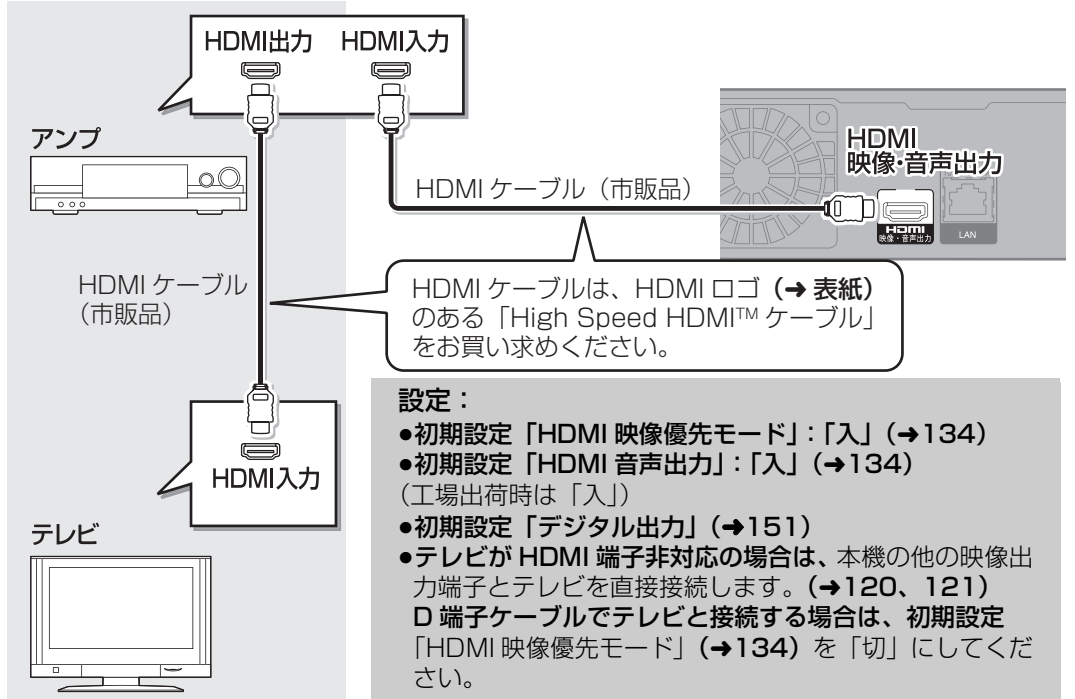 HDMI出力 HDMI入力
アンプ
HDMI
映像・音声出力
HDMI ケーブル（市販品）
HDMI
映像・音声出力
LAN
HDMI ケーブル
（市販品）
HDMI ケーブルは、HDMI ロゴ（➜ 表紙）
のある「High Speed HDMI™ ケーブル」
をお買い求めください。
HDMI入力
テレビ
設定：
●初期設定「HDMI 映像優先モード」：「入」（➜134）
●初期設定「HDMI 音声出力」：「入」（➜134）
（工場出荷時は「入」）
●初期設定「デジタル出力」（➜151）
●テレビが HDMI 端子非対応の場合は、本機の他の映像出
力端子とテレビを直接接続します。（➜120、121）
D 端子ケーブルでテレビと接続する場合は、初期設定
「HDMI 映像優先モード」（➜134）を「切」にしてくだ
さい。